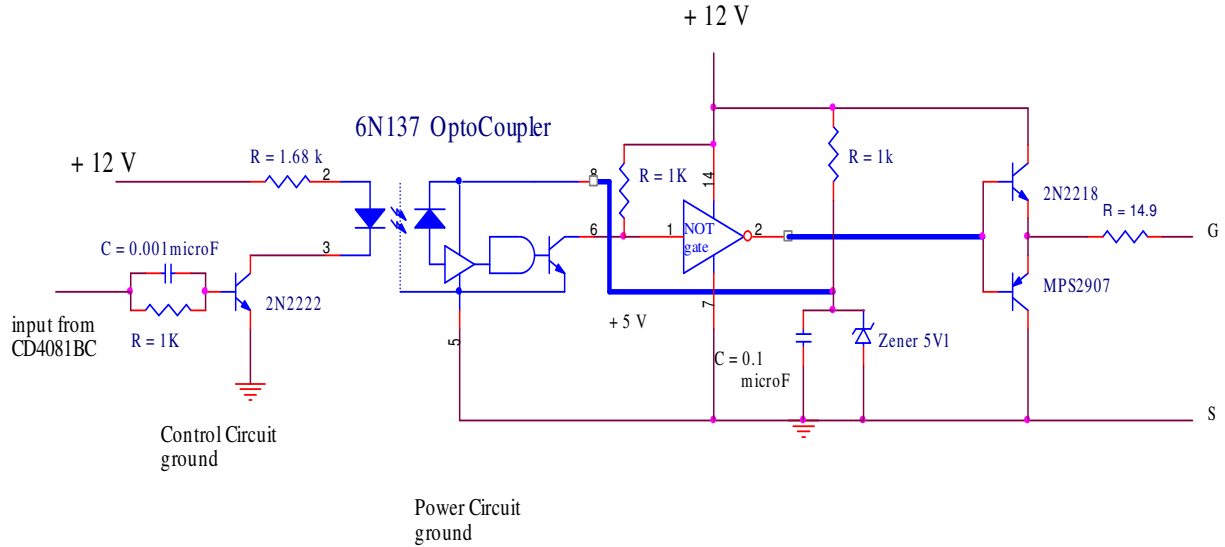 + 12 V
6N137 OptoCoupler
+ 12 V
R = 1.68 k
2
8
R = 1K
14
R = 1k
2N2218
R = 14.9
G
C = 0.001microF
3
6
1
NOT
gate
2
2N2222
MPS2907
input from
CD4081BC
R = 1K
5
+ 5 V
7
C = 0.1
microF
Zener 5V1
S
Control Circuit
ground
Power Circuit
ground